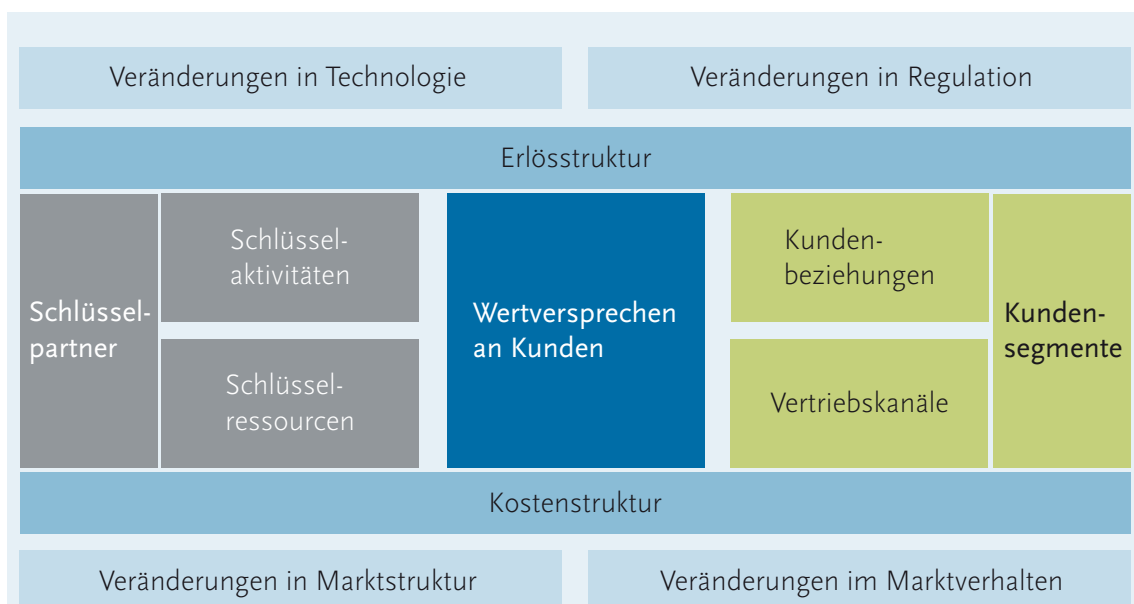 Veränderungen in Technologie
Veränderungen in Regulation
Erlösstruktur
Schlüssel-
partner
Schlüssel-
aktivitäten
Schlüssel-
ressourcen
Wertversprechen
an Kunden
Kunden-
beziehungen
Vertriebskanäle
Kunden-
segmente
Kostenstruktur
Veränderungen in Marktstruktur
Veränderungen im Marktverhalten